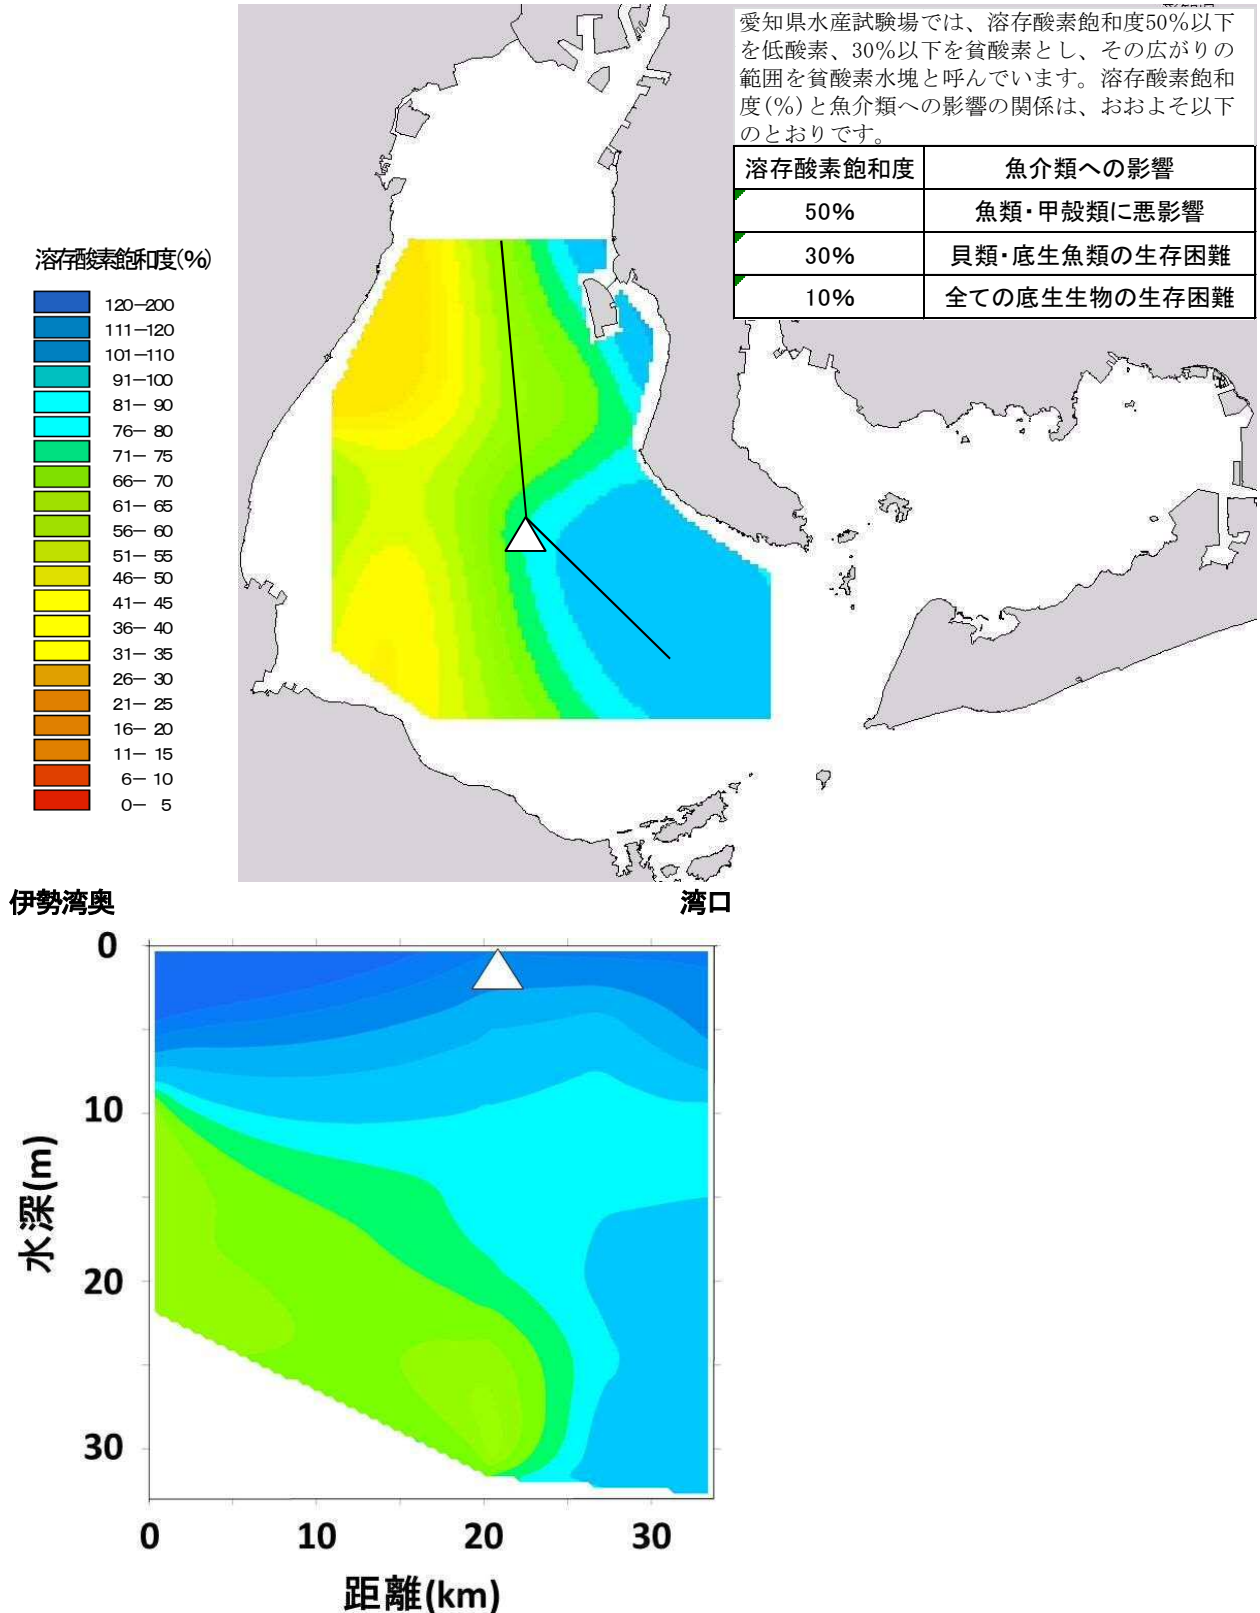 愛知県水産試験場では、溶存酸素飽和度50%以下
を低酸素、30%以下を貧酸素とし、その広がりの
範囲を貧酸素水塊と呼んでいます。溶存酸素飽和
度(%)と魚介類への影響の関係は、おおよそ以下
のとおりです。
溶存酸素飽和度 魚介類への影響
50% 魚類・甲殻類に悪影響
30% 貝類・底生魚類の生存困難
10% 全ての底生生物の生存困難
溶存酸素飽和度(%)
120-200
111-120
101-110
91-100
81- 90
76- 80
71- 75
66- 70
61- 65
56- 60
51- 55
46- 50
41- 45
36- 40
31- 35
26- 30
21- 25
16- 20
11- 15
6- 10
0- 5
伊勢湾奥 湾口
0
10
20
30
水深(m)
0 10 20 30
距離(km)